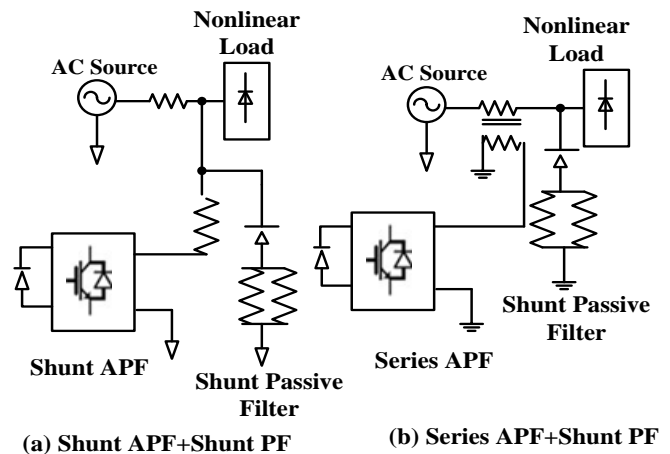 Nonlinear
Load
AC Source
Shunt APF
Shunt Passive
Filter
(a) Shunt APF+Shunt PF
Nonlinear
Load
AC Source
Shunt Passive
Filter
Series APF
(b) Series APF+Shunt PF